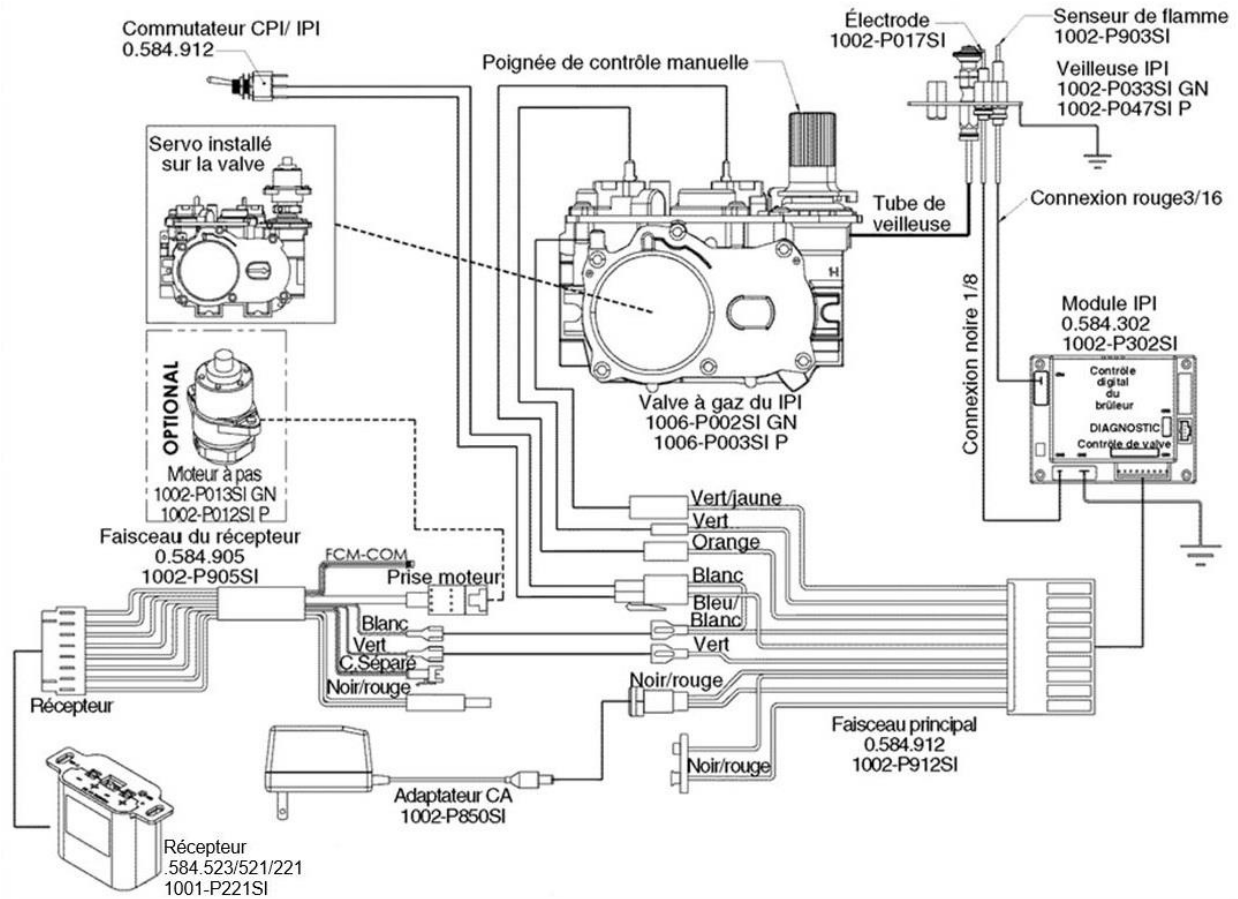 Commutateur CPI/ IPI
0.584.912
Électrode
1002-P017SI
Senseur de flamme
1002-P903SI
Poignée de contrôle manuelle
Veilleuse IPI
1002-P033SI GN
1002-P047SI P
Servo installé
sur la valve
Tube de
veilleuse
Connexion rouge3/16
Connexion noire 1/8
Module IPI
0.584.302
1002-P302SI
Contrôle
digital
du
brûleur
DIAGNOSTIC
Contrôle de valve
Valve à gaz du IPI
1006-P002SI GN
1006-P003SI P
OPTIONAL
Moteur à pas
1002-P013SI GN
1002-P012SI P
Faisceau du récepteur
0.584.905
1002-P905SI
FCM-COM
Prise moteur
Blanc
Vert
C.Séparé
Noir/rouge
Récepteur
Vert/jaune
Vert
Orange
Blanc
Bleu/
Blanc
Vert
Noir/rouge
Noir/rouge
Faisceau principal
0.584.912
1002-P912SI
Adaptateur CA
1002-P850SI
Récepteur
.584.523/521/221
1001-P221SI